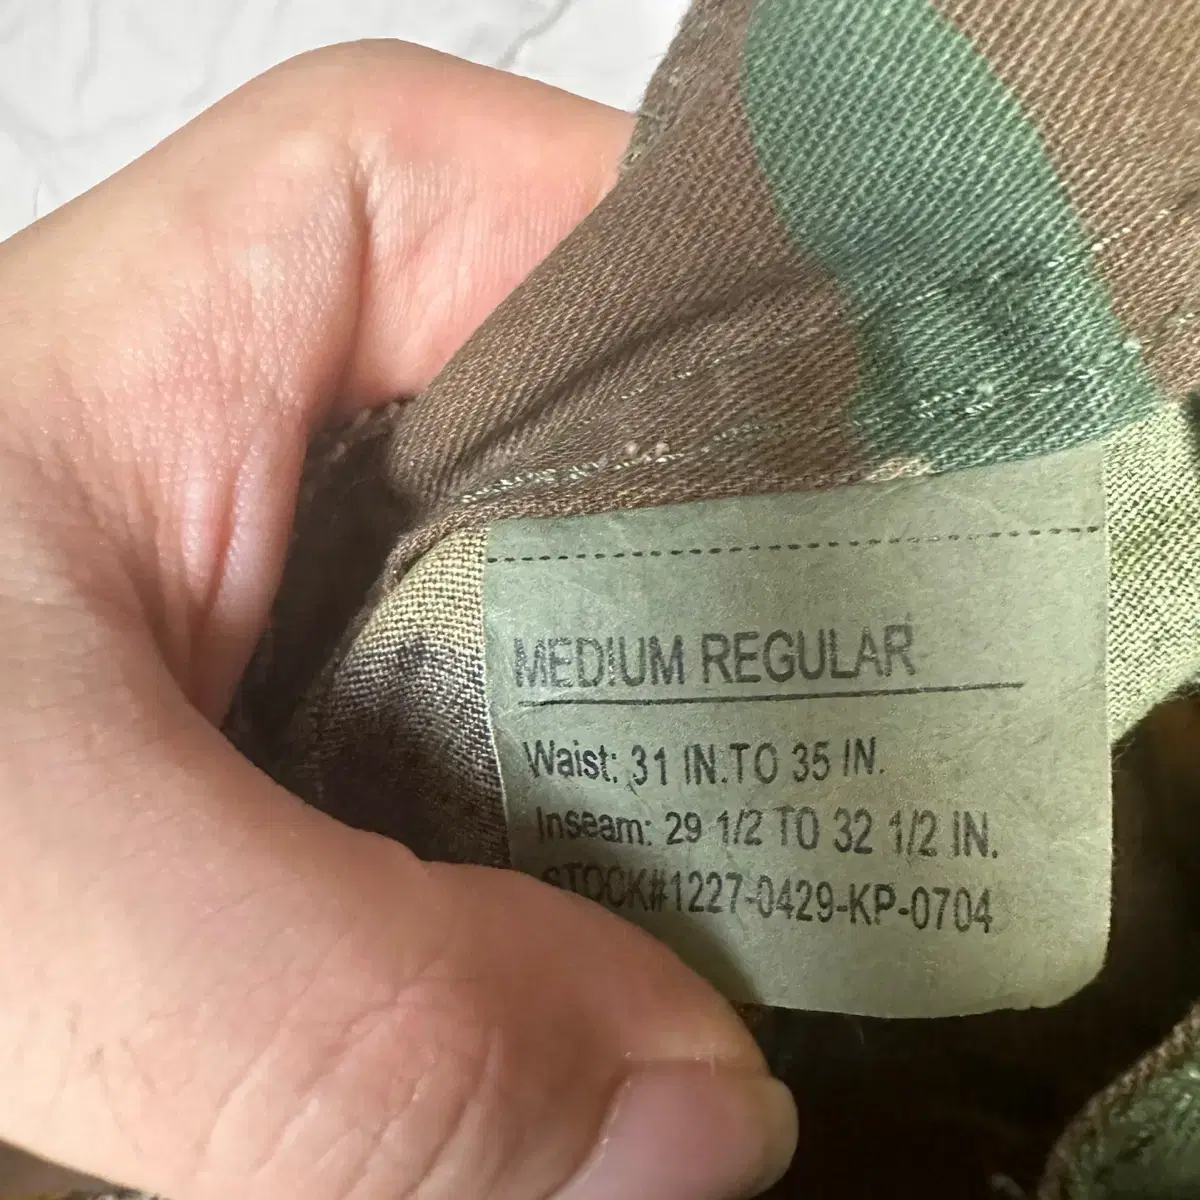 MEDIUM REGULAR
Waist: 31 IN.TO 35 IN.
Inseam: 29 1/2 TO 32 1/2 IN.
STOCK#1227-0429-KP-0704